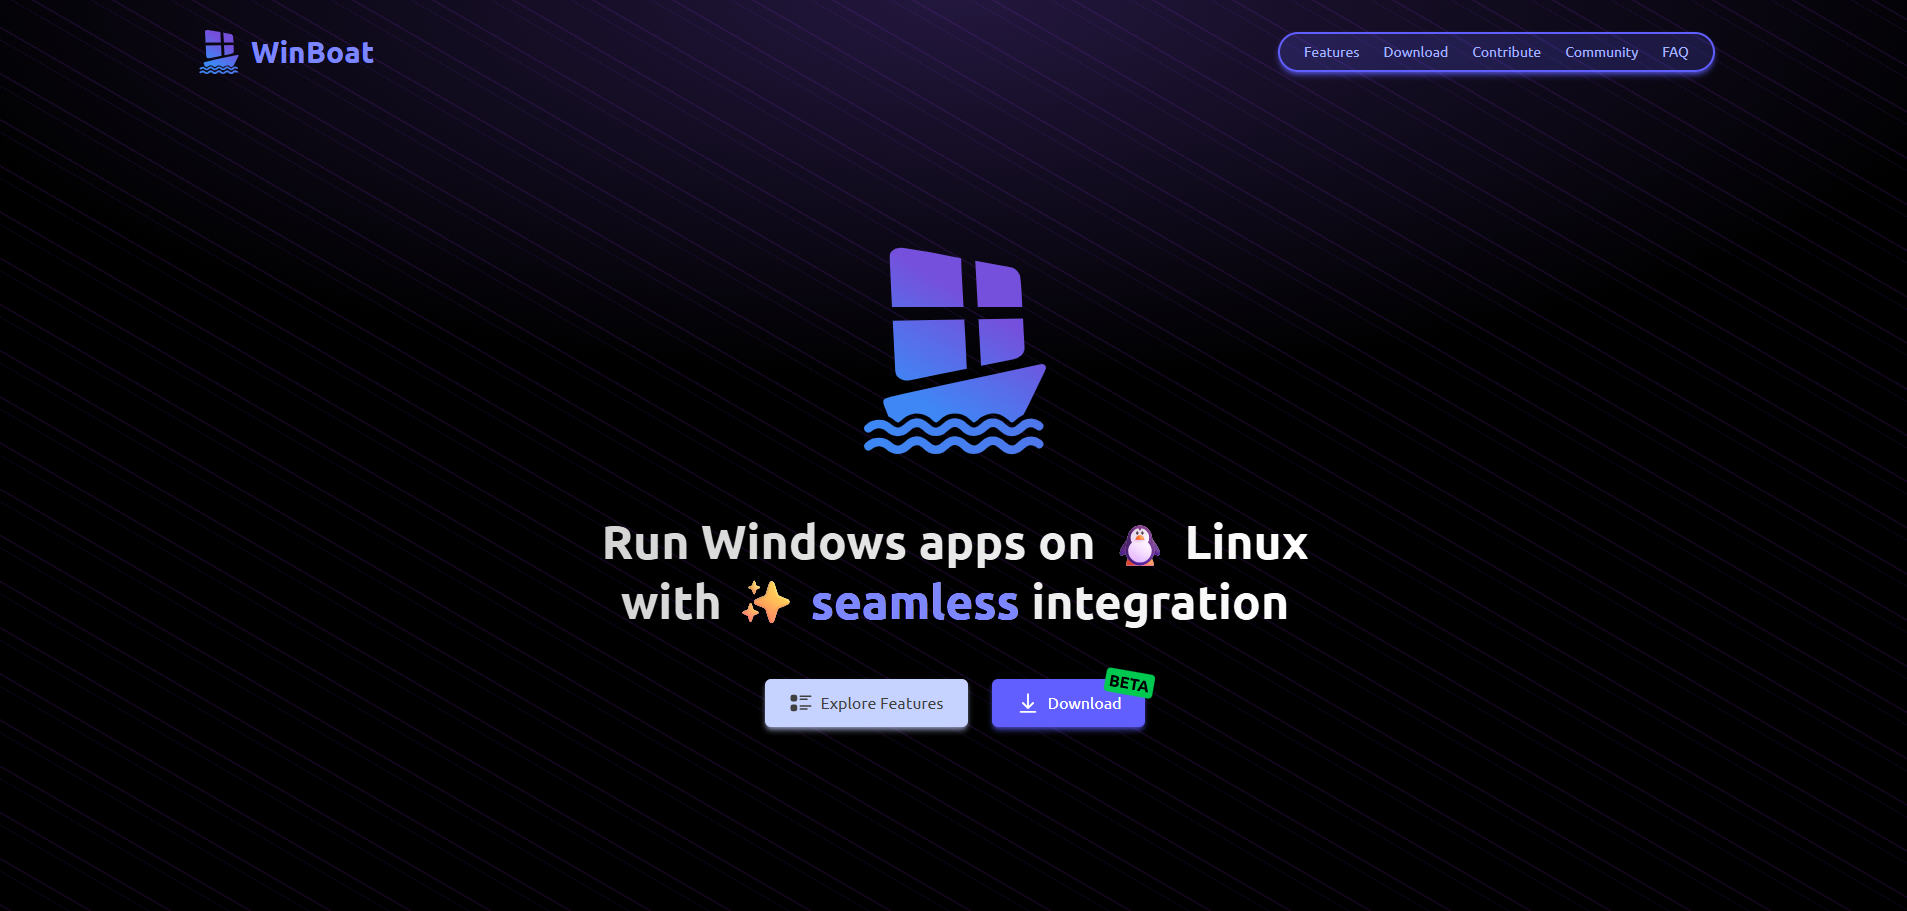 WinBoat
Features Download Contribute Community FAQ
Run Windows apps on 🐧 Linux
with ✨ seamless integration
Explore Features
Download
BETA